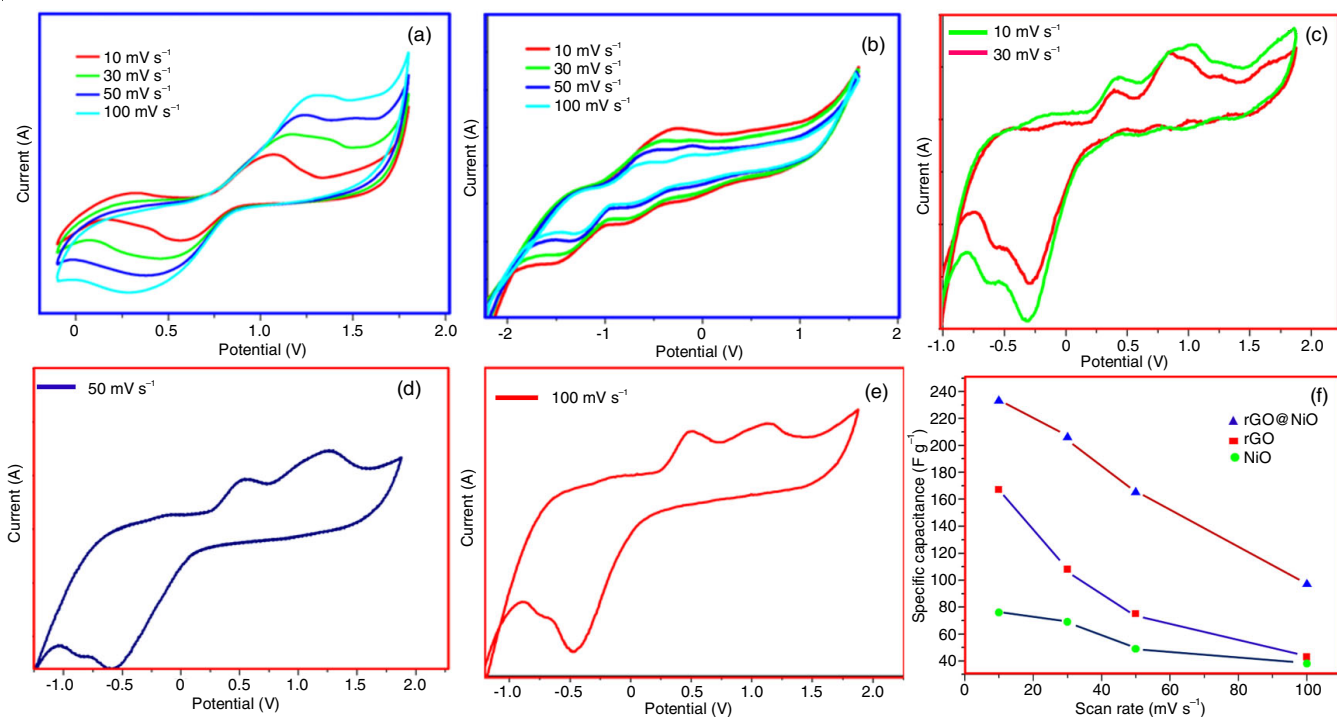 (a)
10 mV s⁻¹
30 mV s⁻¹
50 mV s⁻¹
100 mV s⁻¹
Current (A)
0 0.5 1.0 1.5 2.0
Potential (V)
(b)
10 mV s⁻¹
30 mV s⁻¹
50 mV s⁻¹
100 mV s⁻¹
Current (A)
-2 -1 0 1 2
Potential (V)
(c)
10 mV s⁻¹
30 mV s⁻¹
Current (A)
-1.0 -0.5 0 0.5 1.0 1.5 2.0
Potential (V)
(d)
50 mV s⁻¹
Current (A)
-1.0 -0.5 0 0.5 1.0 1.5 2.0
Potential (V)
(e)
100 mV s⁻¹
Current (A)
-1.0 -0.5 0 0.5 1.0 1.5 2.0
Potential (V)
(f)
rGO@NiO
rGO
NiO
Specific capacitance (F g⁻¹)
240
220
200
180
160
140
120
100
80
60
40
0 10 20 30 40 50 60 70 80 90 100
Scan rate (mV s⁻¹)